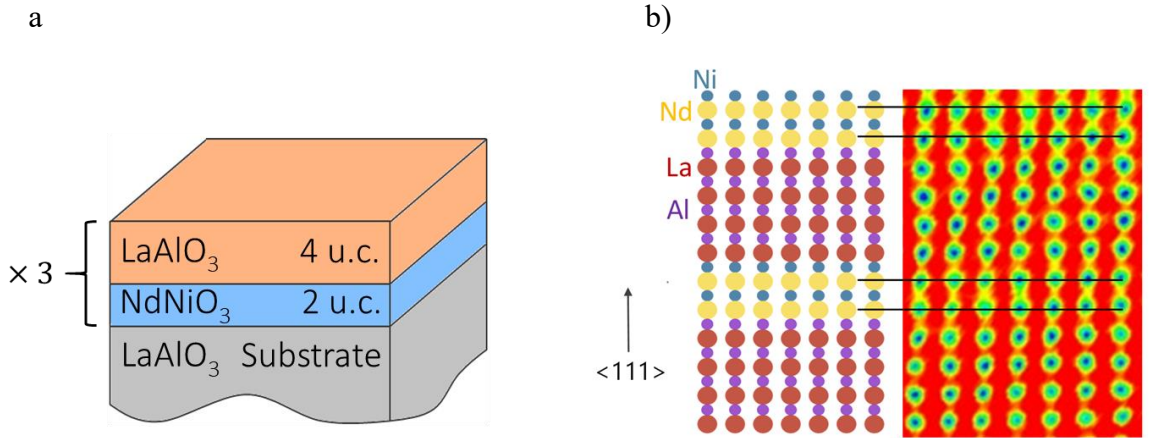 a
b)
LaAlO₃ 4 u.c.
× 3
NdNiO₃ 2 u.c.
LaAlO₃ Substrate
Ni
Nd
La
Al
<111>